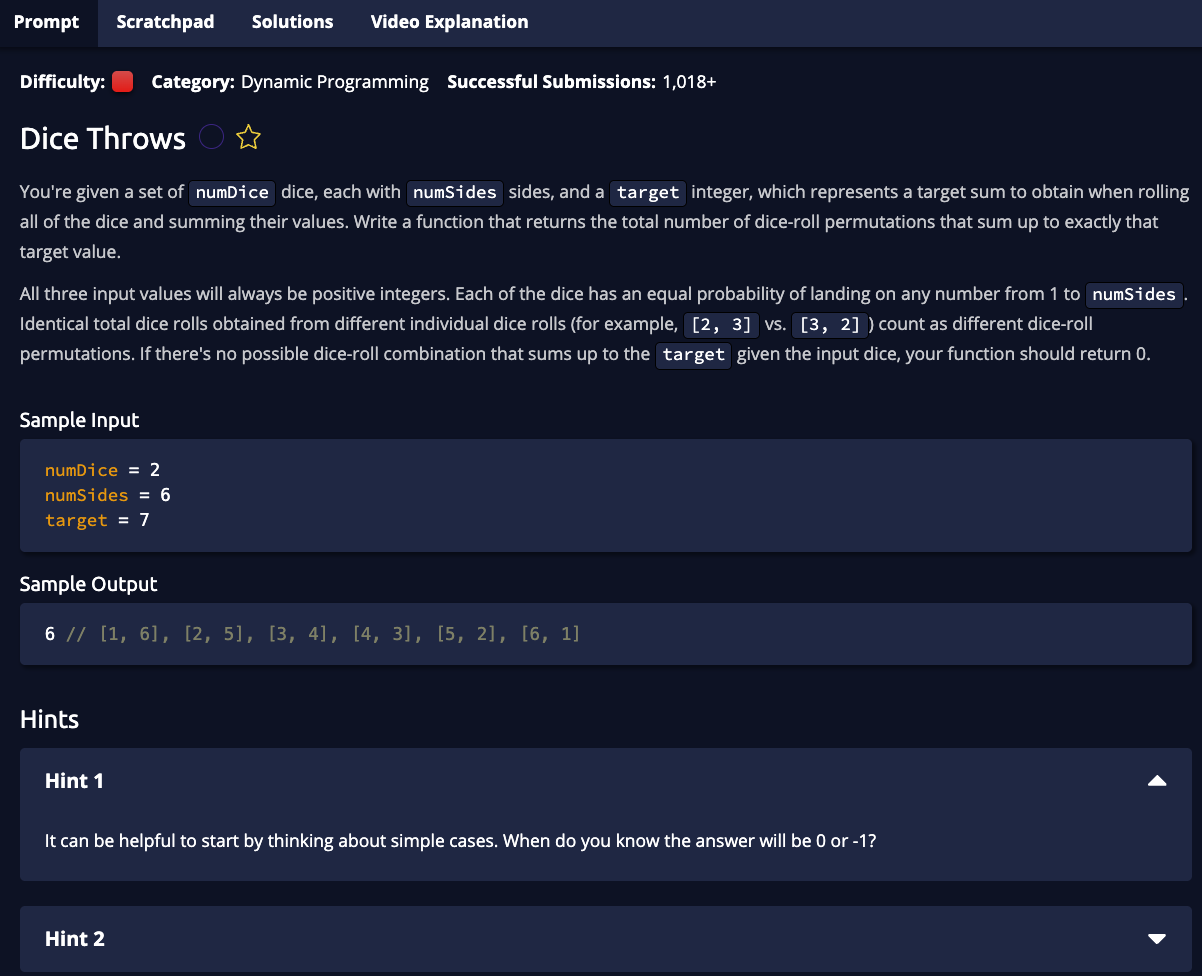 Prompt Scratchpad Solutions Video Explanation
Difficulty: Category: Dynamic Programming Successful Submissions: 1,018+
Dice Throws
You're given a set of numDice dice, each with numSides sides, and a target integer, which represents a target sum to obtain when rolling
all of the dice and summing their values. Write a function that returns the total number of dice-roll permutations that sum up to exactly that
target value.
All three input values will always be positive integers. Each of the dice has an equal probability of landing on any number from 1 to numSides .
Identical total dice rolls obtained from different individual dice rolls (for example, [2, 3] vs. [3, 2] ) count as different dice-roll
permutations. If there's no possible dice-roll combination that sums up to the target given the input dice, your function should return 0.
Sample Input
numDice = 2
numSides = 6
target = 7
Sample Output
6 // [1, 6], [2, 5], [3, 4], [4, 3], [5, 2], [6, 1]
Hints
Hint 1
It can be helpful to start by thinking about simple cases. When do you know the answer will be 0 or -1?
Hint 2